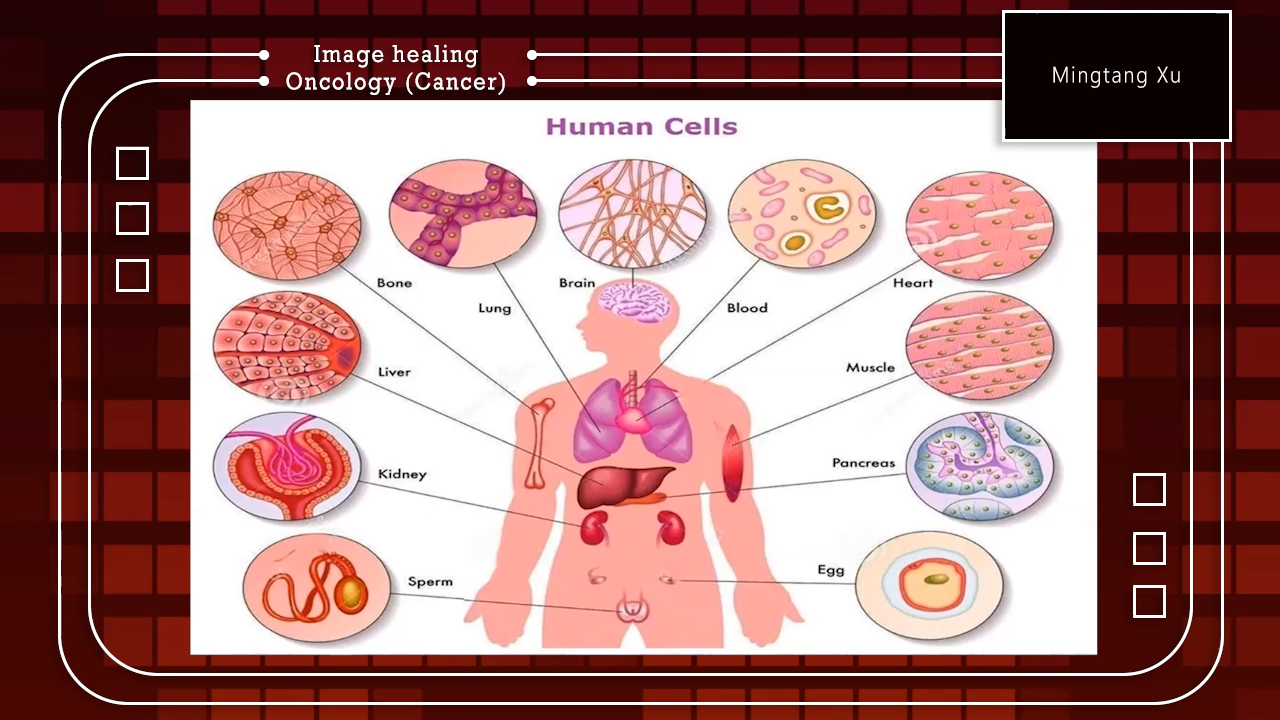 Image healing
Oncology (Cancer)
Mingtang Xu
Human Cells
Bone
Lung
Brain
Blood
Heart
Liver
Muscle
Kidney
Pancreas
Sperm
Egg